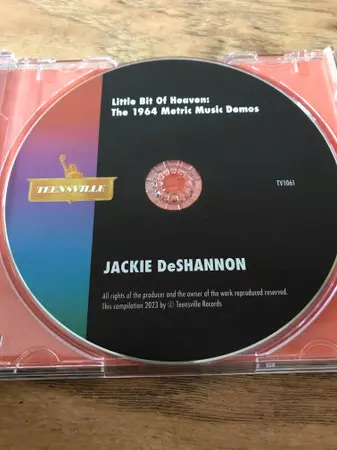 Little Bit Of Heaven:
The 1964 Metric Music Demos
TEENSVILLE
TV1061
JACKIE DeSHANNON
All rights of the producer and the owner of the work reproduced reserved.
This compilation 2023 by ⓒ Teensville Records